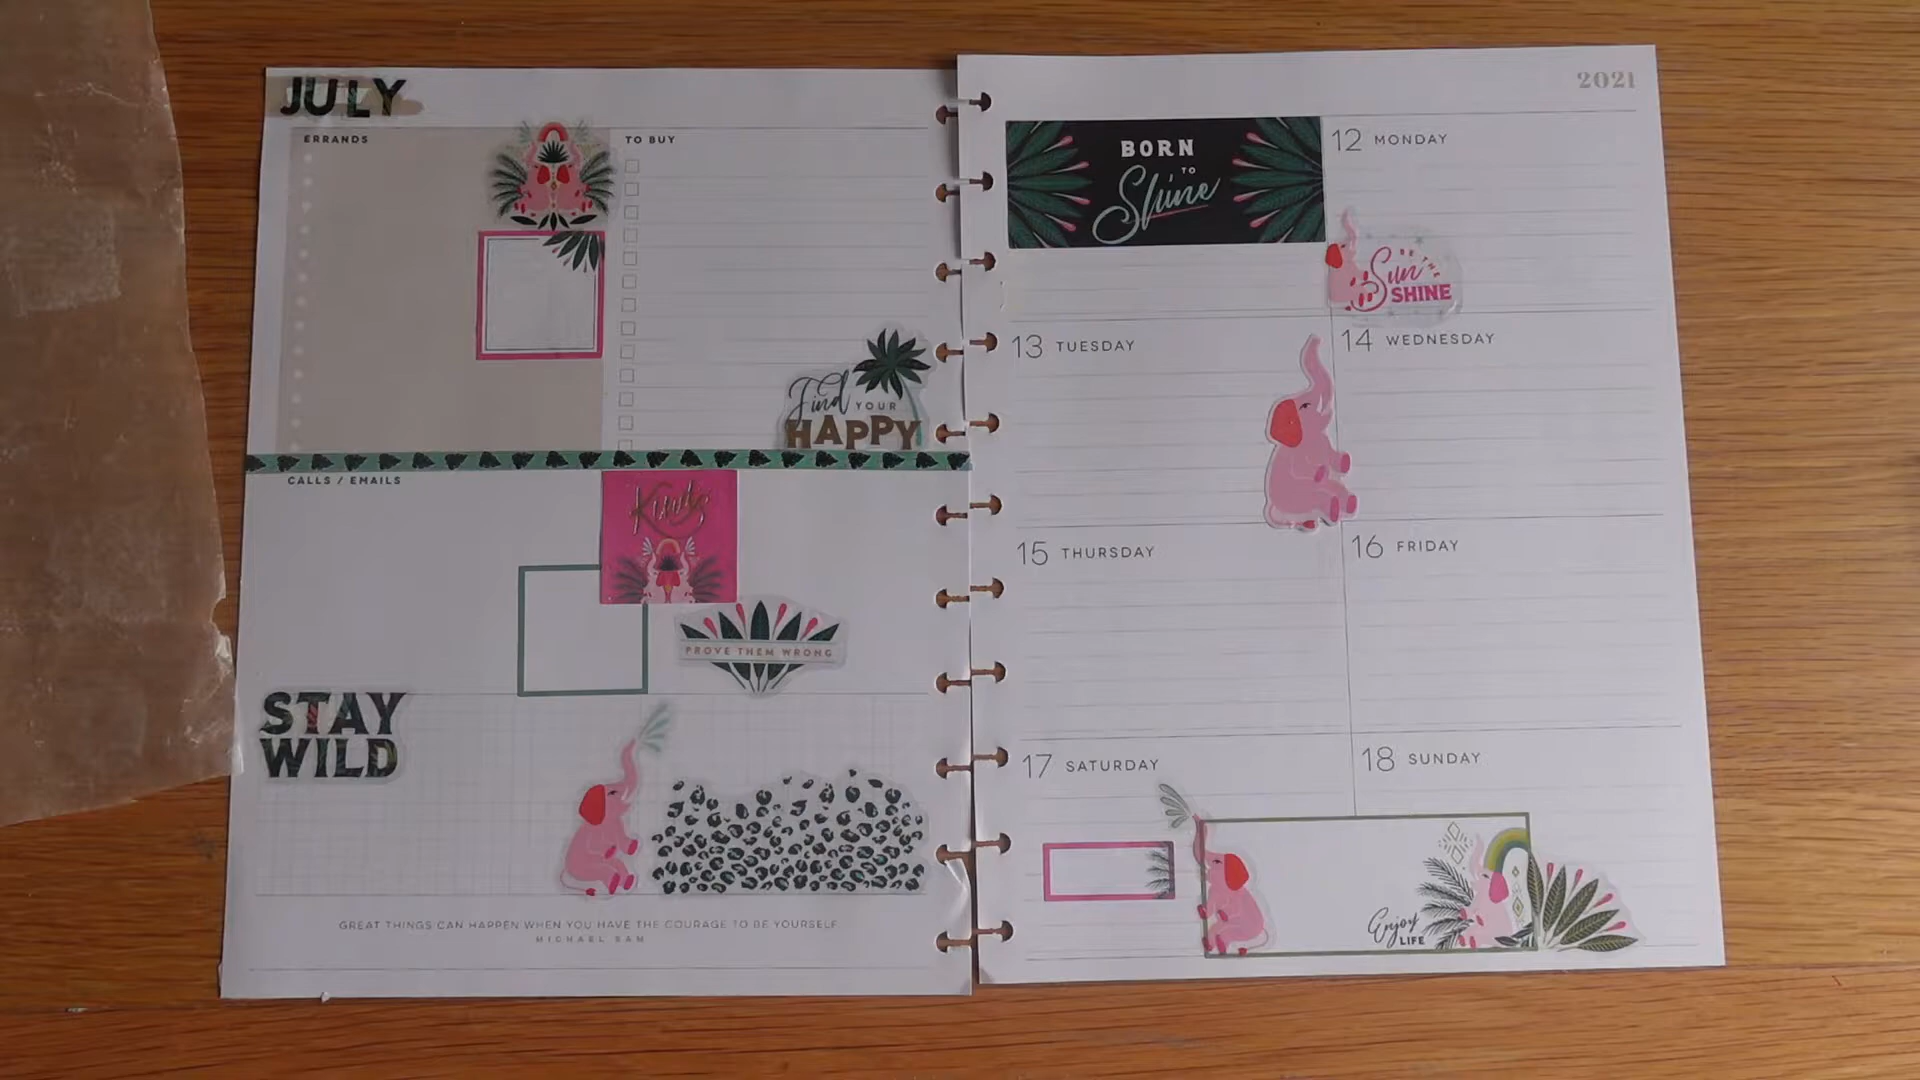 JULY
ERRANDS
TO BUY
Find YOUR
HAPPY
CALLS / EMAILS
PROVE THEM WRONG
STAY
WILD
GREAT THINGS CAN HAPPEN WHEN YOU HAVE THE COURAGE TO BE YOURSELF.
MICHAEL SAM
2021
BORN
TO
Shine
12 MONDAY
BE THE
Sun
SHINE
13 TUESDAY
14 WEDNESDAY
15 THURSDAY
16 FRIDAY
17 SATURDAY
18 SUNDAY
Enjoy
LIFE